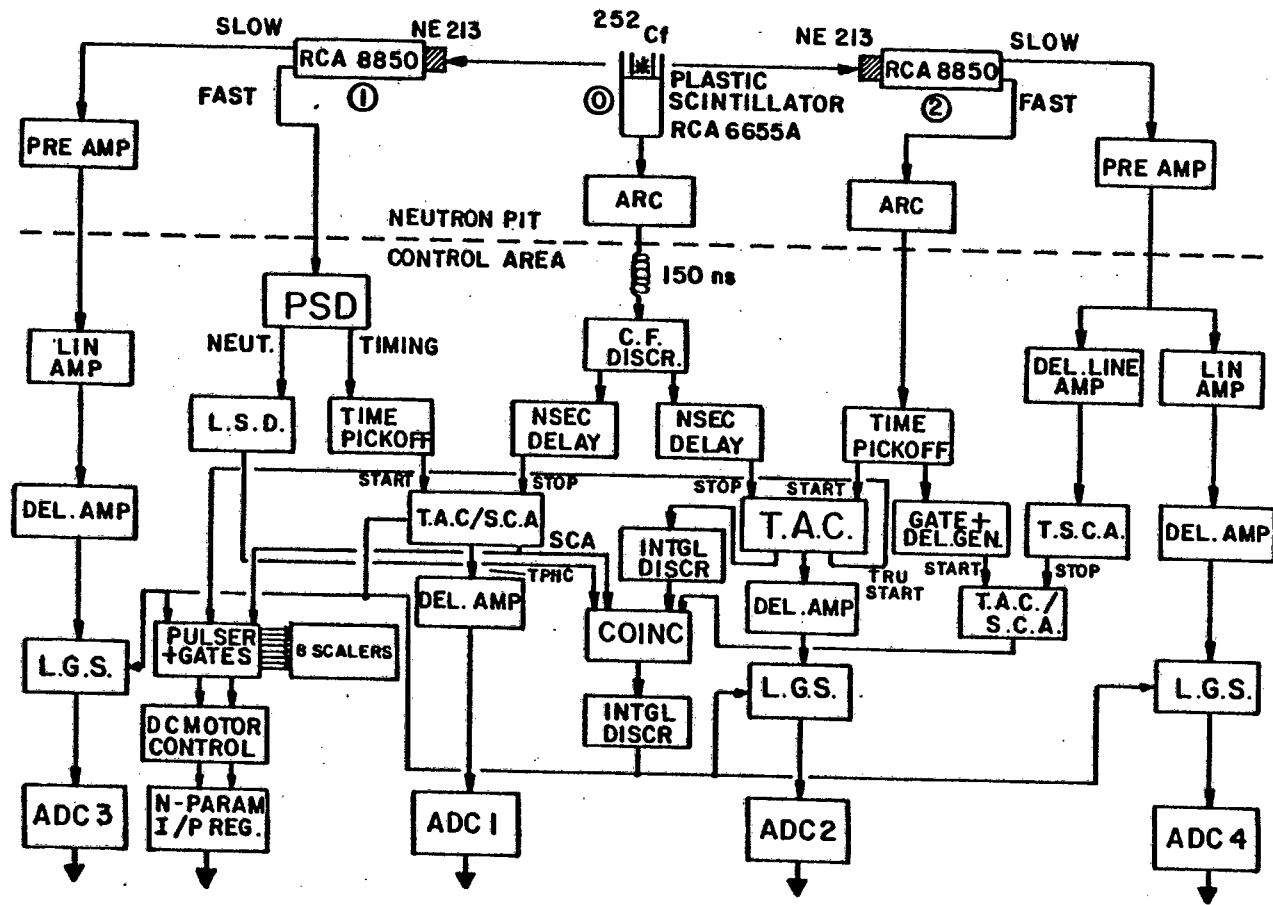 252
Cf
SLOW
NE 213
NE 213
SLOW
RCA 8850
RCA 8850
FAST
①
⓪
PLASTIC
SCINTILLATOR
RCA 6655A
②
FAST
PRE AMP
PRE AMP
ARC
ARC
NEUTRON PIT
CONTROL AREA
150 ns
PSD
NEUT.
TIMING
C.F.
DISCR.
LIN
AMP
DEL. LINE
AMP
LIN
AMP
L.S.D.
TIME
PICKOFF
NSEC
DELAY
NSEC
DELAY
TIME
PICKOFF
START
STOP
STOP
START
DEL. AMP
T.A.C/S.C.A
T.A.C.
GATE +
DEL.GEN.
T.S.C.A.
DEL. AMP
SCA
INTGL
DISCR
TPHC
TRU
START
START
STOP
DEL. AMP
DEL. AMP
T.A.C./
S.C.A.
PULSER
+GATES
8 SCALERS
COINC
L.G.S.
L.G.S.
L.G.S.
DC MOTOR
CONTROL
INTGL
DISCR
ADC 3
N-PARAM
I/P REG.
ADC 1
ADC 2
ADC 4